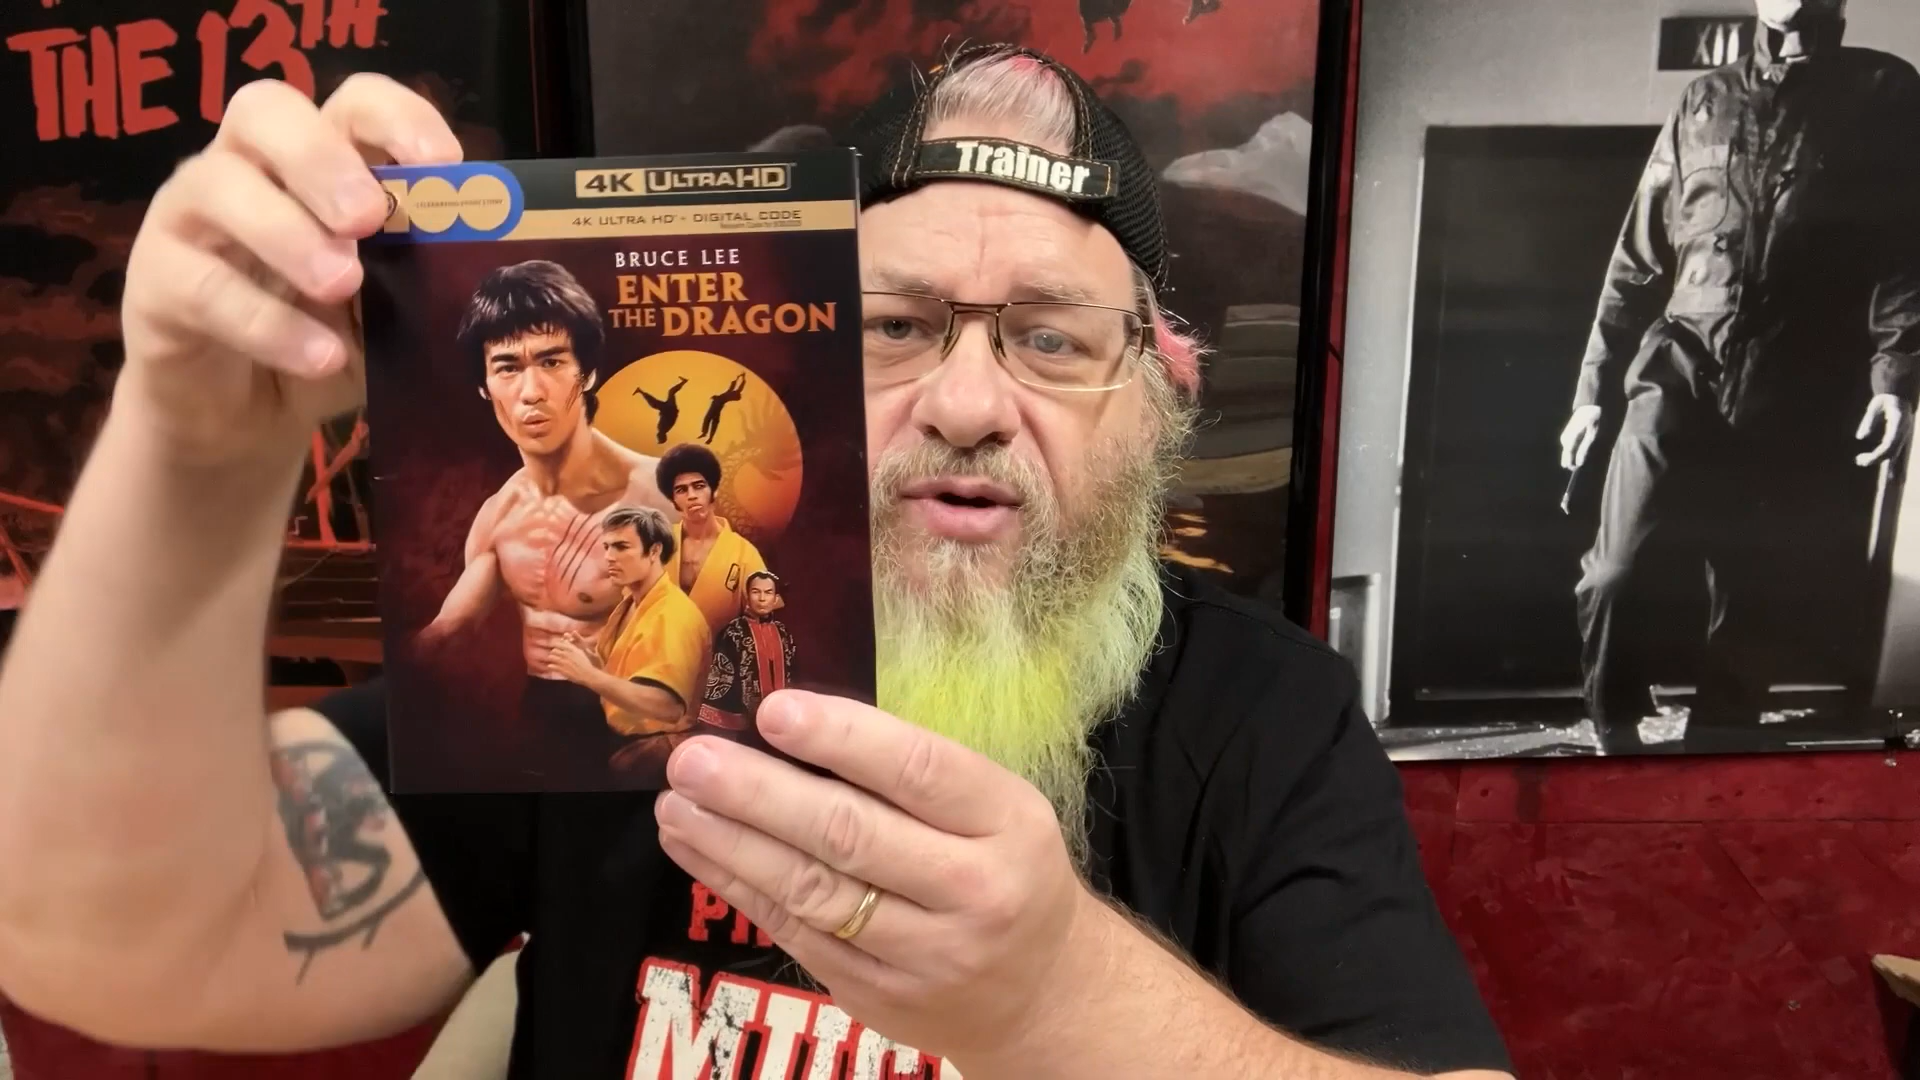 THE 13TH
XII
Trainer
100
4K ULTRA HD
4K ULTRA HD • DIGITAL CODE
BRUCE LEE
ENTER
THE DRAGON